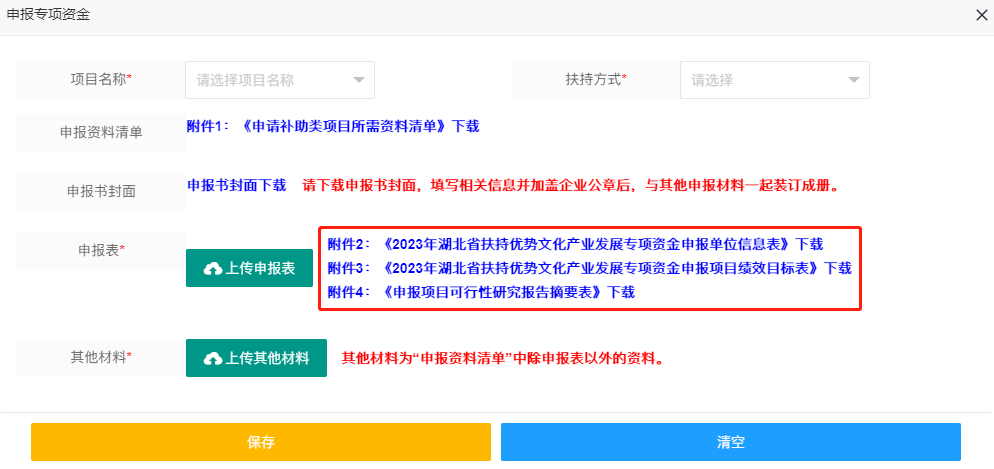 申报专项资金
项目名称* 请选择项目名称 扶持方式* 请选择
申报资料清单 附件1：《申请补助类项目所需资料清单》下载
申报书封面 申报书封面下载 请下载申报书封面，填写相关信息并加盖企业公章后，与其他申报材料一起装订成册。
申报表* 上传申报表
附件2：《2023年湖北省扶持优势文化产业发展专项资金申报单位信息表》下载
附件3：《2023年湖北省扶持优势文化产业发展专项资金申报项目绩效目标表》下载
附件4：《申报项目可行性研究报告摘要表》下载
其他材料* 上传其他材料 其他材料为“申报资料清单”中除申报表以外的资料。
保存 清空